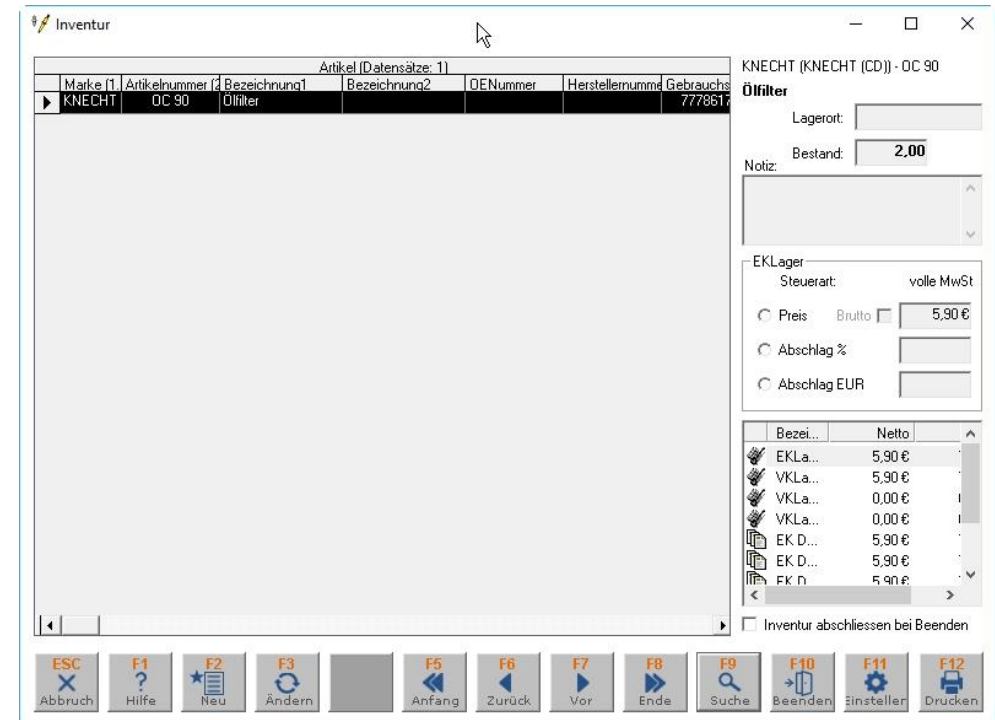 Inventur
Artikel (Datensätze: 1)
Marke (1. Artikelnummer (2 Bezeichnung1 Bezeichnung2 OENummer Herstellernumme Gebrauchs
KNECHT OC 90 Ölfilter 7778617
KNECHT (KNECHT (CD)) - OC 90
Ölfilter
Lagerort:
Bestand: 2,00
Notiz:
EKLager
Steuerart: volle MwSt
Preis Brutto 5,90 €
Abschlag %
Abschlag EUR
Bezei... Netto
EKLa... 5,90 €
VKLa... 5,90 €
VKLa... 0,00 €
VKLa... 0,00 €
EK D... 5,90 €
EK D... 5,90 €
EK D 5,90 €
Inventur abschliessen bei Beenden
ESC F1 F2 F3 F5 F6 F7 F8 F9 F10 F11 F12
Abbruch Hilfe Neu Ändern Anfang Zurück Vor Ende Suche Beenden Einsteller Drucken